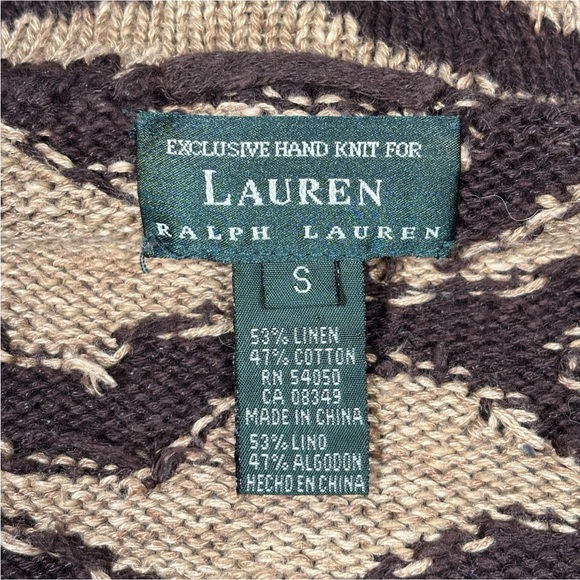 EXCLUSIVE HAND KNIT FOR
LAUREN
RALPH LAUREN
S
53% LINEN
47% COTTON
RN 54050
CA 08349
MADE IN CHINA
53% LINO
47% ALGODON
HECHO EN CHINA